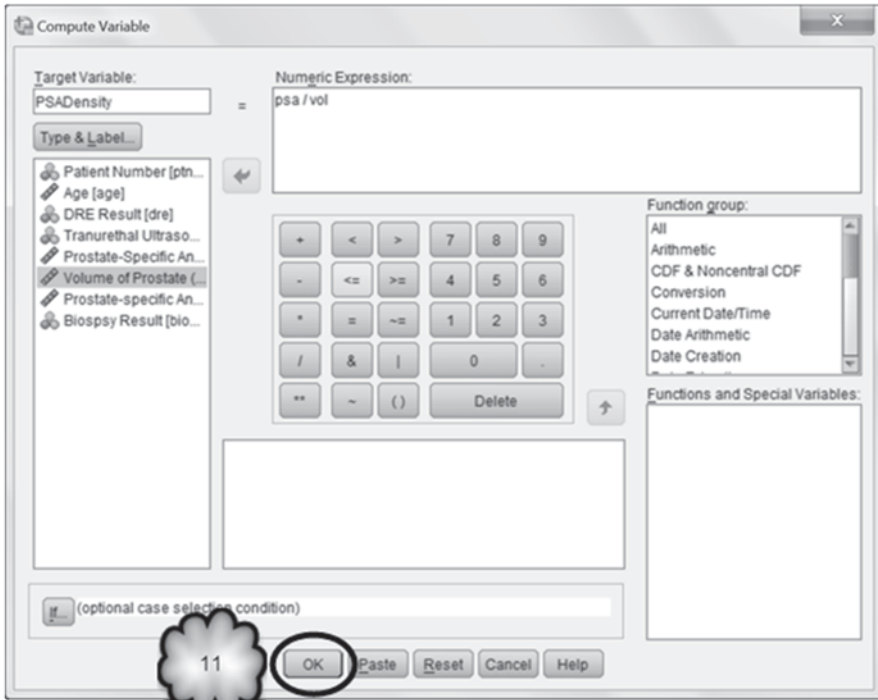 Compute Variable
x
Target Variable:
PSADensity
=
Numeric Expression:
psa / vol
Type & Label...
Patient Number [ptn...
Age [age]
DRE Result [dre]
Tranurethal Ultraso...
Prostate-Specific An...
Volume of Prostate (...
Prostate-specific An...
Biospsy Result [bio...
+ < > 7 8 9
- <= >= 4 5 6
* = ~= 1 2 3
/ & | 0 .
** ~ ( ) Delete
Function group:
All
Arithmetic
CDF & Noncentral CDF
Conversion
Current Date/Time
Date Arithmetic
Date Creation
Functions and Special Variables:
If... (optional case selection condition)
11
OK Paste Reset Cancel Help